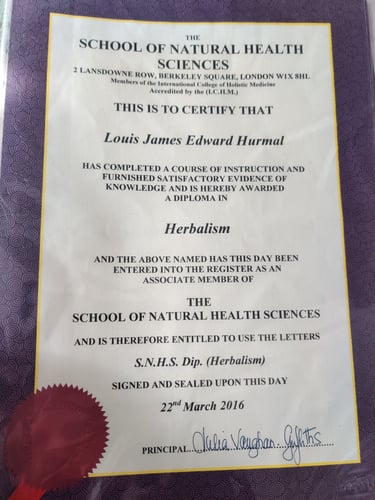 THE
SCHOOL OF NATURAL HEALTH
SCIENCES
2 LANSDOWNE ROW, BERKELEY SQUARE, LONDON W1X 8HL
Members of the International College of Holistic Medicine
Accredited by the (I.C.H.M.)
THIS IS TO CERTIFY THAT
Louis James Edward Hurmal
HAS COMPLETED A COURSE OF INSTRUCTION AND
FURNISHED SATISFACTORY EVIDENCE OF
KNOWLEDGE AND IS HEREBY AWARDED
A DIPLOMA IN
Herbalism
AND THE ABOVE NAMED HAS THIS DAY BEEN
ENTERED INTO THE REGISTER AS AN
ASSOCIATE MEMBER OF
THE
SCHOOL OF NATURAL HEALTH SCIENCES
AND IS THEREFORE ENTITLED TO USE THE LETTERS
S.N.H.S. Dip. (Herbalism)
SIGNED AND SEALED UPON THIS DAY
22nd March 2016
PRINCIPAL Julia Vaughan Griffiths